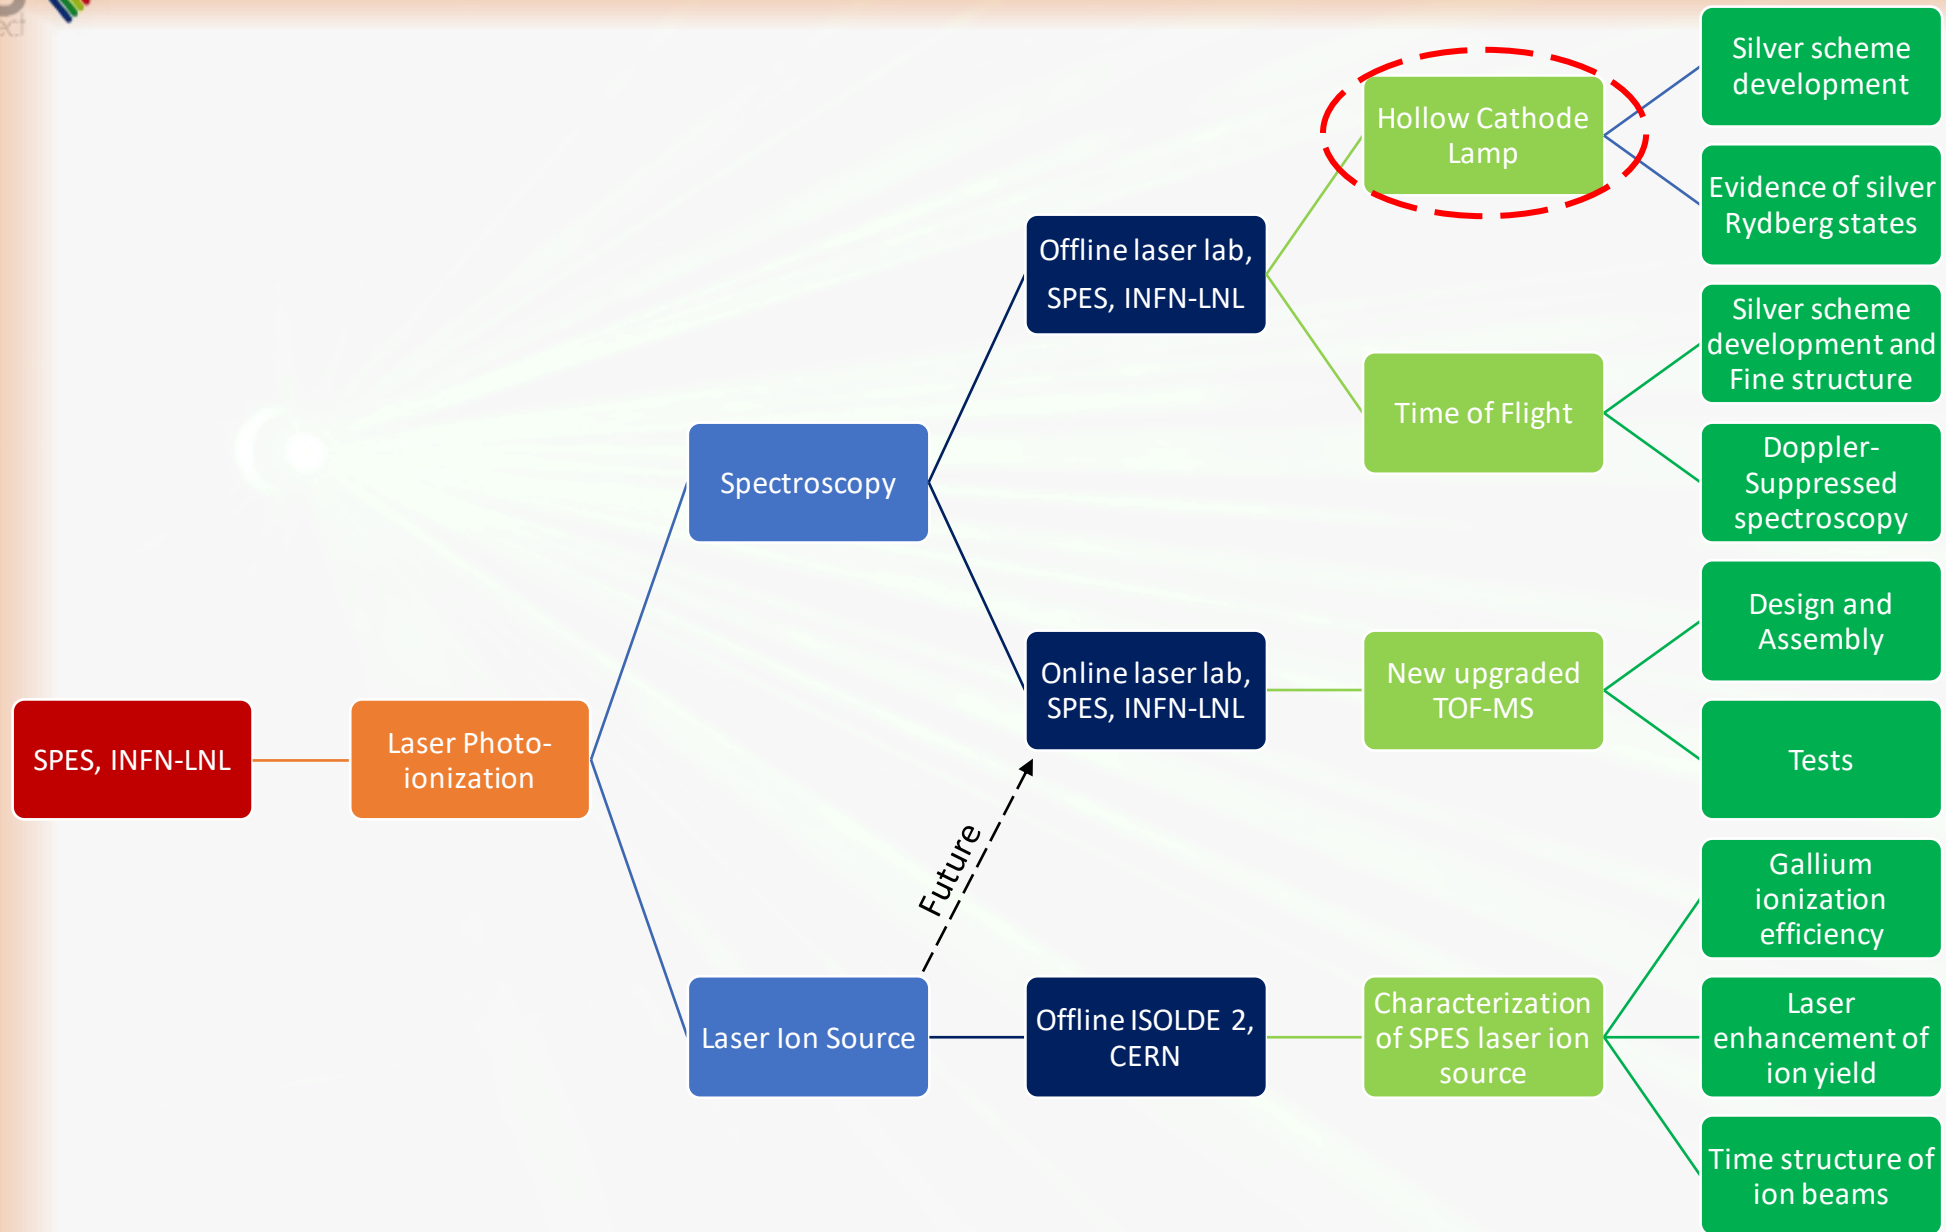 ect
SPES, INFN-LNL
Laser Photo-
ionization
Spectroscopy
Laser Ion Source
Future
Offline laser lab,
SPES, INFN-LNL
Online laser lab,
SPES, INFN-LNL
Offline ISOLDE 2,
CERN
Hollow Cathode
Lamp
Time of Flight
New upgraded
TOF-MS
Characterization
of SPES laser ion
source
Silver scheme
development
Evidence of silver
Rydberg states
Silver scheme
development and
Fine structure
Doppler-
Suppressed
spectroscopy
Design and
Assembly
Tests
Gallium
ionization
efficiency
Laser
enhancement of
ion yield
Time structure of
ion beams